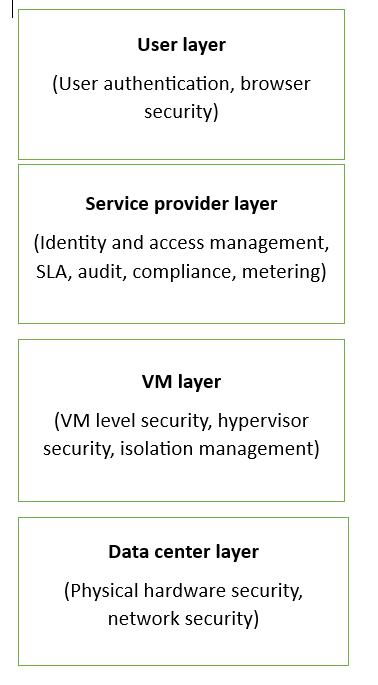 User layer
(User authentication, browser
security)
Service provider layer
(Identity and access management,
SLA, audit, compliance, metering)
VM layer
(VM level security, hypervisor
security, isolation management)
Data center layer
(Physical hardware security,
network security)